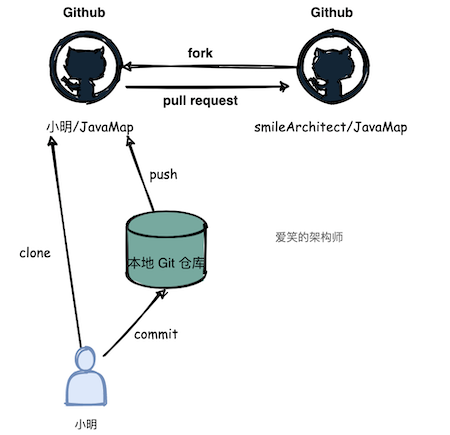 Github
Github
fork
pull request
小明/JavaMap
smileArchitect/JavaMap
push
爱笑的架构师
clone
本地 Git 仓库
commit
小明